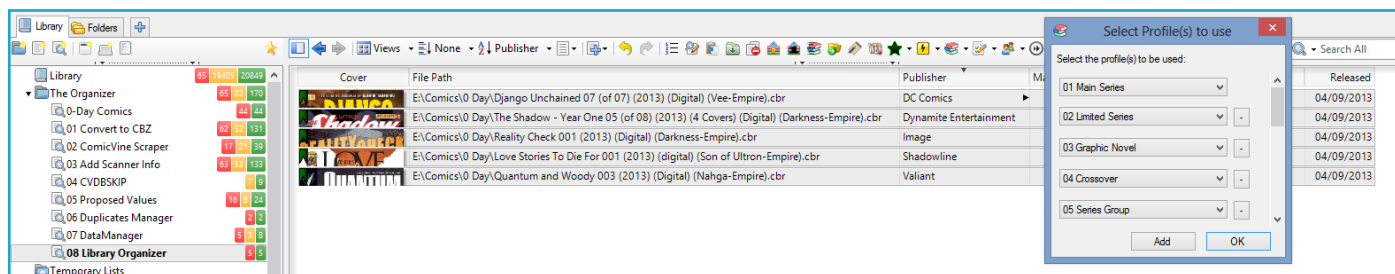 Library Folders
Select Profile(s) to use
Views None Publisher Search All
Select the profile(s) to be used:
Library 65 19405 20849
The Organizer 65 32 170
0-Day Comics 44 44
01 Convert to CBZ 62 52 131
02 ComicVine Scraper 17 21 39
03 Add Scanner Info 63 53 133
04 CVDBSKIP 7 9
05 Proposed Values 16 6 24
06 Duplicates Manager 2 2
07 DataManager 5 3 8
08 Library Organizer 5 5
Temporary Lists
Cover File Path Publisher Ma Released
DJANGO E:\Comics\0 Day\Django Unchained 07 (of 07) (2013) (Digital) (Vee-Empire).cbr DC Comics 04/09/2013
Shadow E:\Comics\0 Day\The Shadow - Year One 05 (of 08) (2013) (4 Covers) (Digital) (Darkness-Empire).cbr Dynamite Entertainment 04/09/2013
REALITY CHECK E:\Comics\0 Day\Reality Check 001 (2013) (Digital) (Darkness-Empire).cbr Image 04/09/2013
LOVE E:\Comics\0 Day\Love Stories To Die For 001 (2013) (digital) (Son of Ultron-Empire).cbr Shadowline 04/09/2013
QUANTUM E:\Comics\0 Day\Quantum and Woody 003 (2013) (Digital) (Nahga-Empire).cbr Valiant 04/09/2013
01 Main Series
02 Limited Series -
03 Graphic Novel -
04 Crossover -
05 Series Group -
Add OK